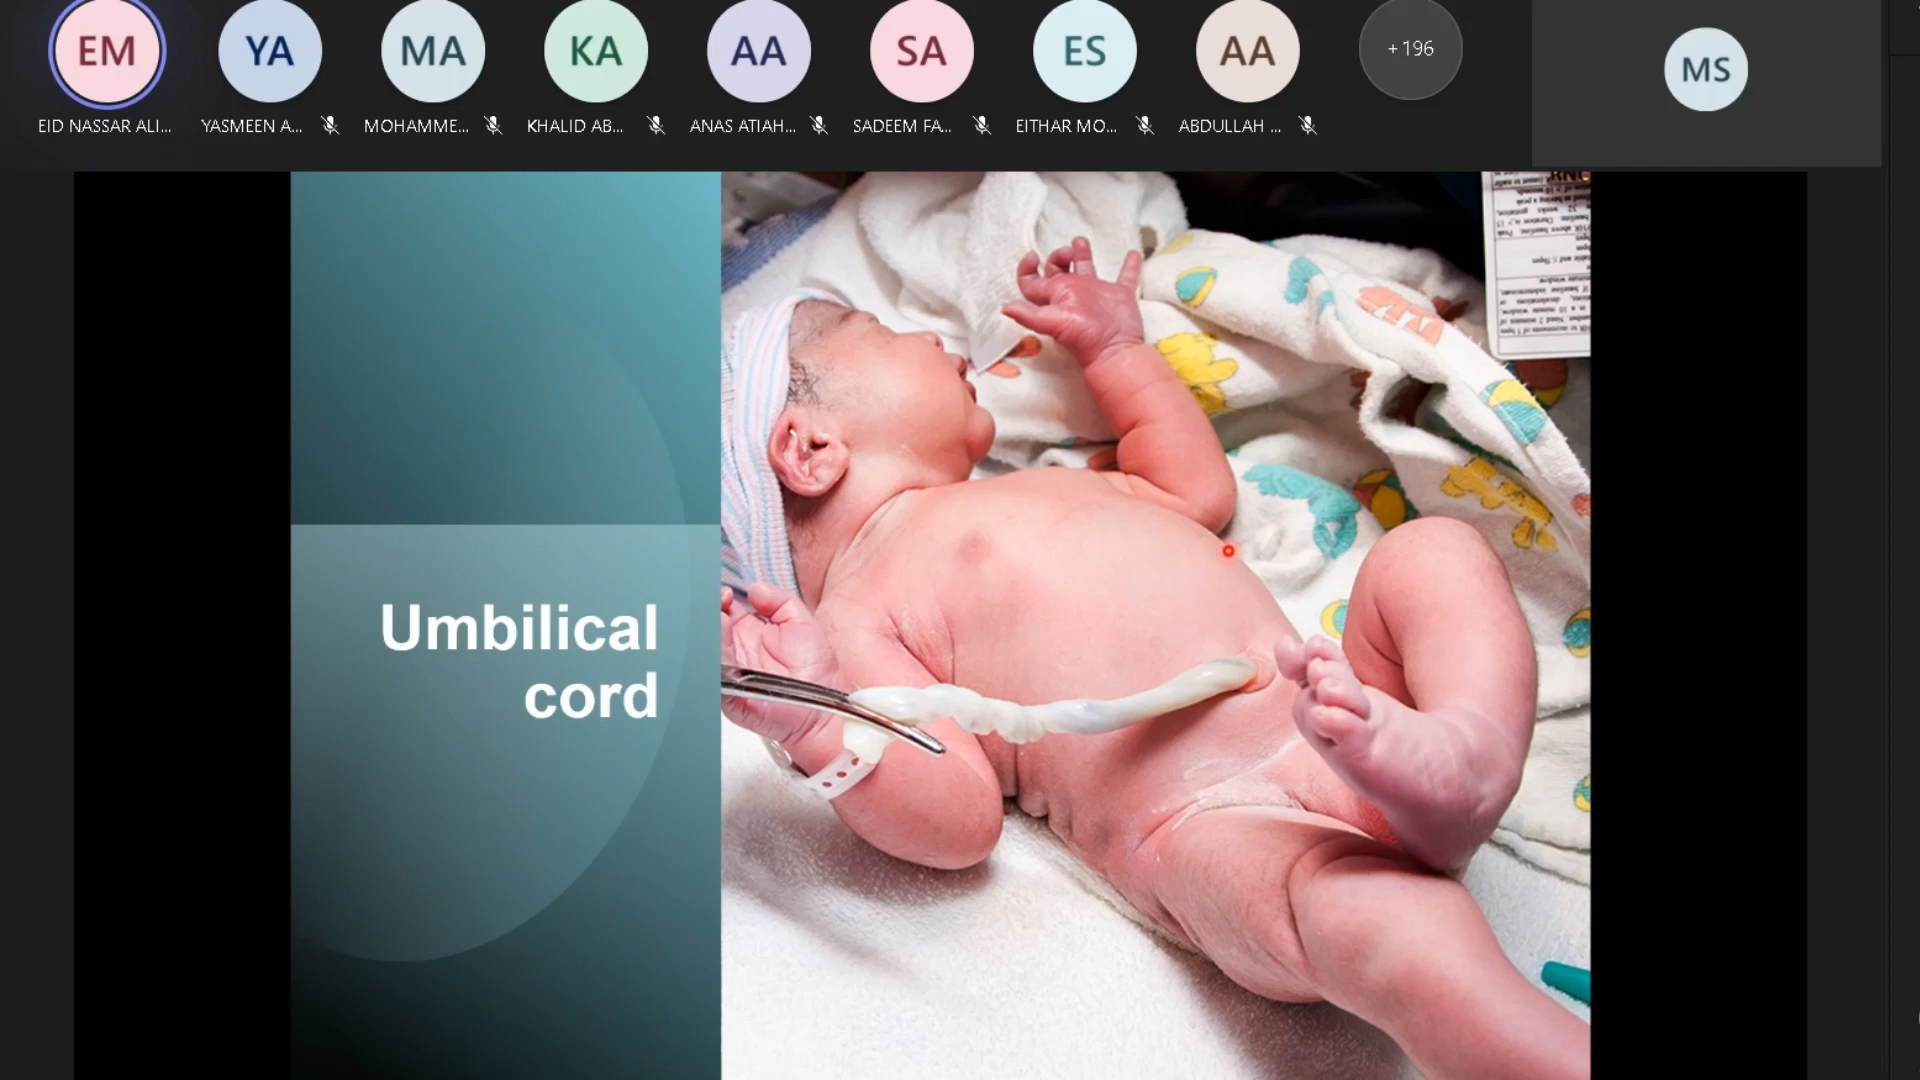 EM
YA
MA
KA
AA
SA
ES
AA
+196
MS
EID NASSAR ALI...
YASMEEN A...
MOHAMME...
KHALID AB...
ANAS ATIAH...
SADEEM FA...
EITHAR MO...
ABDULLAH ...
Umbilical
cord